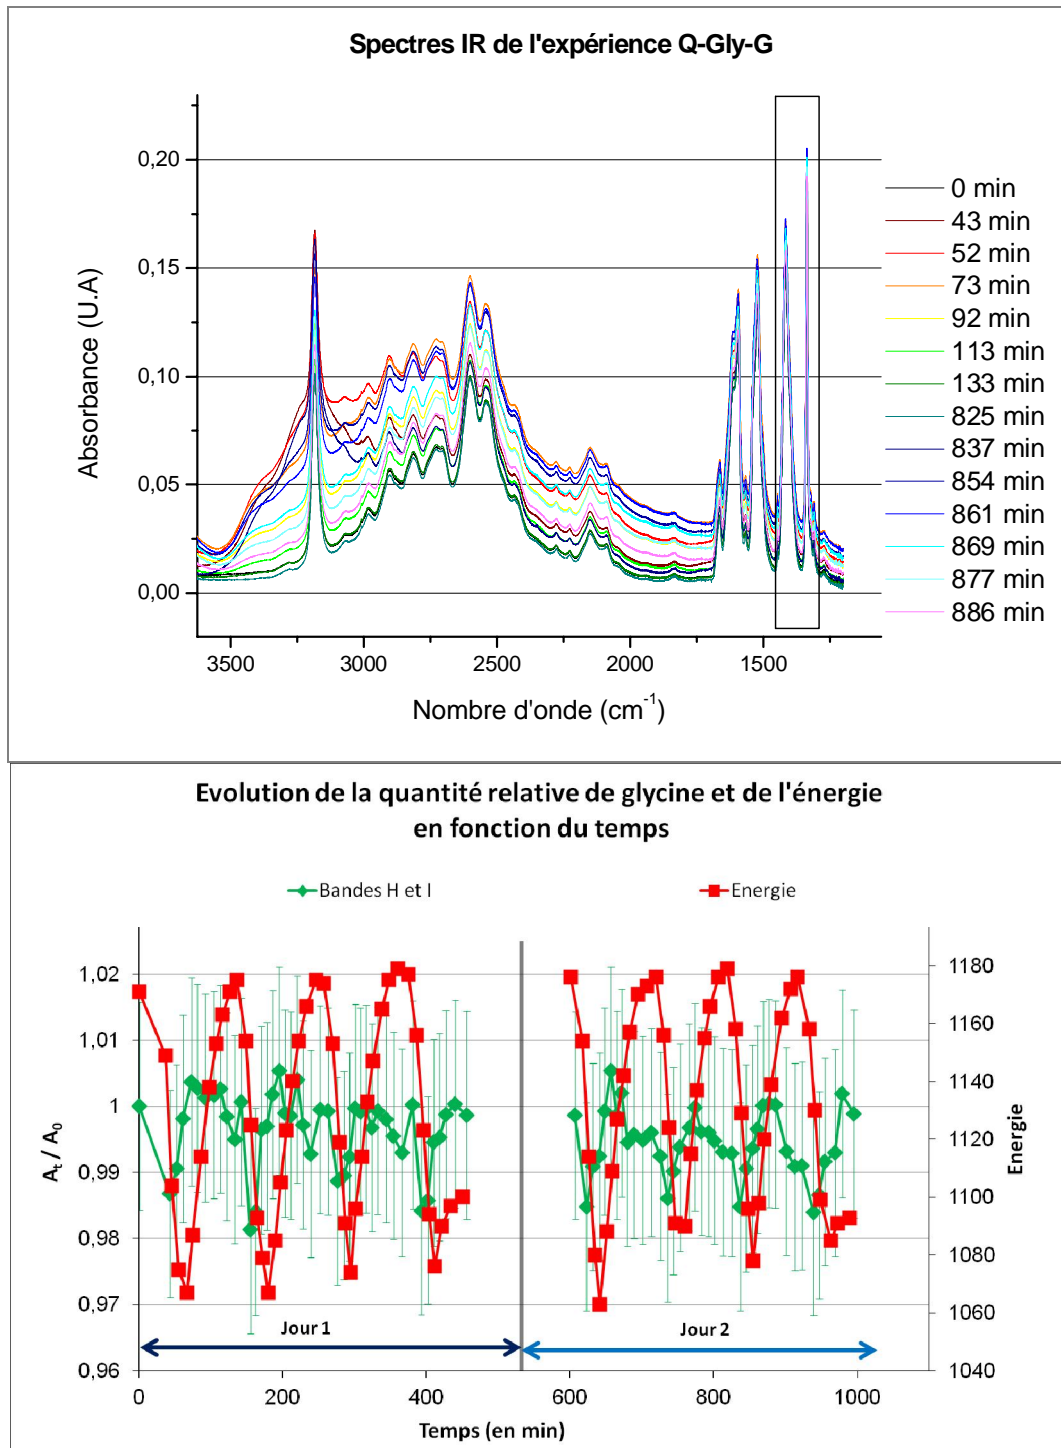 Spectres IR de l'expérience Q-Gly-G
0,20
0,15
0,10
0,05
0,00
Absorbance (U.A)
3500 3000 2500 2000 1500
Nombre d'onde (cm-1)
0 min
43 min
52 min
73 min
92 min
113 min
133 min
825 min
837 min
854 min
861 min
869 min
877 min
886 min
Evolution de la quantité relative de glycine et de l'énergie
en fonction du temps
Bandes H et I
Energie
1,02
1,01
1
0,99
0,98
0,97
0,96
At / A0
1180
1160
1140
1120
1100
1080
1060
1040
Energie
Jour 1
Jour 2
0 200 400 600 800 1000
Temps (en min)